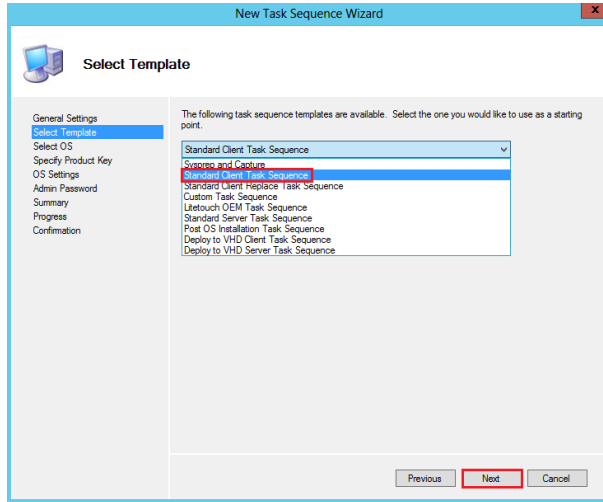 New Task Sequence Wizard
x
Select Template
General Settings
Select Template
Select OS
Specify Product Key
OS Settings
Admin Password
Summary
Progress
Confirmation
The following task sequence templates are available. Select the one you would like to use as a starting
point.
Standard Client Task Sequence
Sysprep and Capture
Standard Client Task Sequence
Standard Client Replace Task Sequence
Custom Task Sequence
Litetouch OEM Task Sequence
Standard Server Task Sequence
Post OS Installation Task Sequence
Deploy to VHD Client Task Sequence
Deploy to VHD Server Task Sequence
Previous
Next
Cancel